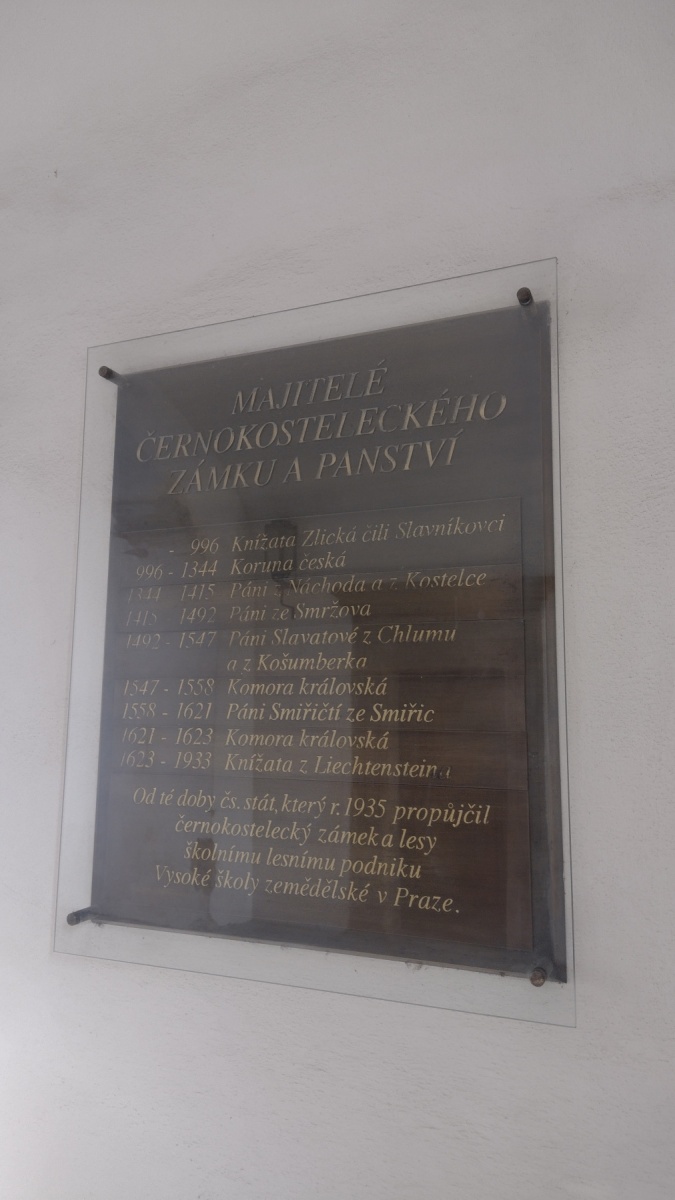 MAJITELÉ
ČERNOKOSTELECKÉHO
ZÁMKU A PANSTVÍ
- 996 Knížata Zlická čili Slavníkovci
996 - 1344 Koruna česká
1344 - 1415 Páni z Náchoda a z Kostelce
1415 - 1492 Páni ze Smržova
1492 - 1547 Páni Slavatové z Chlumu
a z Košumberka
1547 - 1558 Komora královská
1558 - 1621 Páni Smiřičtí ze Smiřic
1621 - 1623 Komora královská
1623 - 1933 Knížata z Liechtensteina
Od té doby čs. stát, který r. 1935 propůjčil
černokostelecký zámek a lesy
školnímu lesnímu podniku
Vysoké školy zemědělské v Praze.